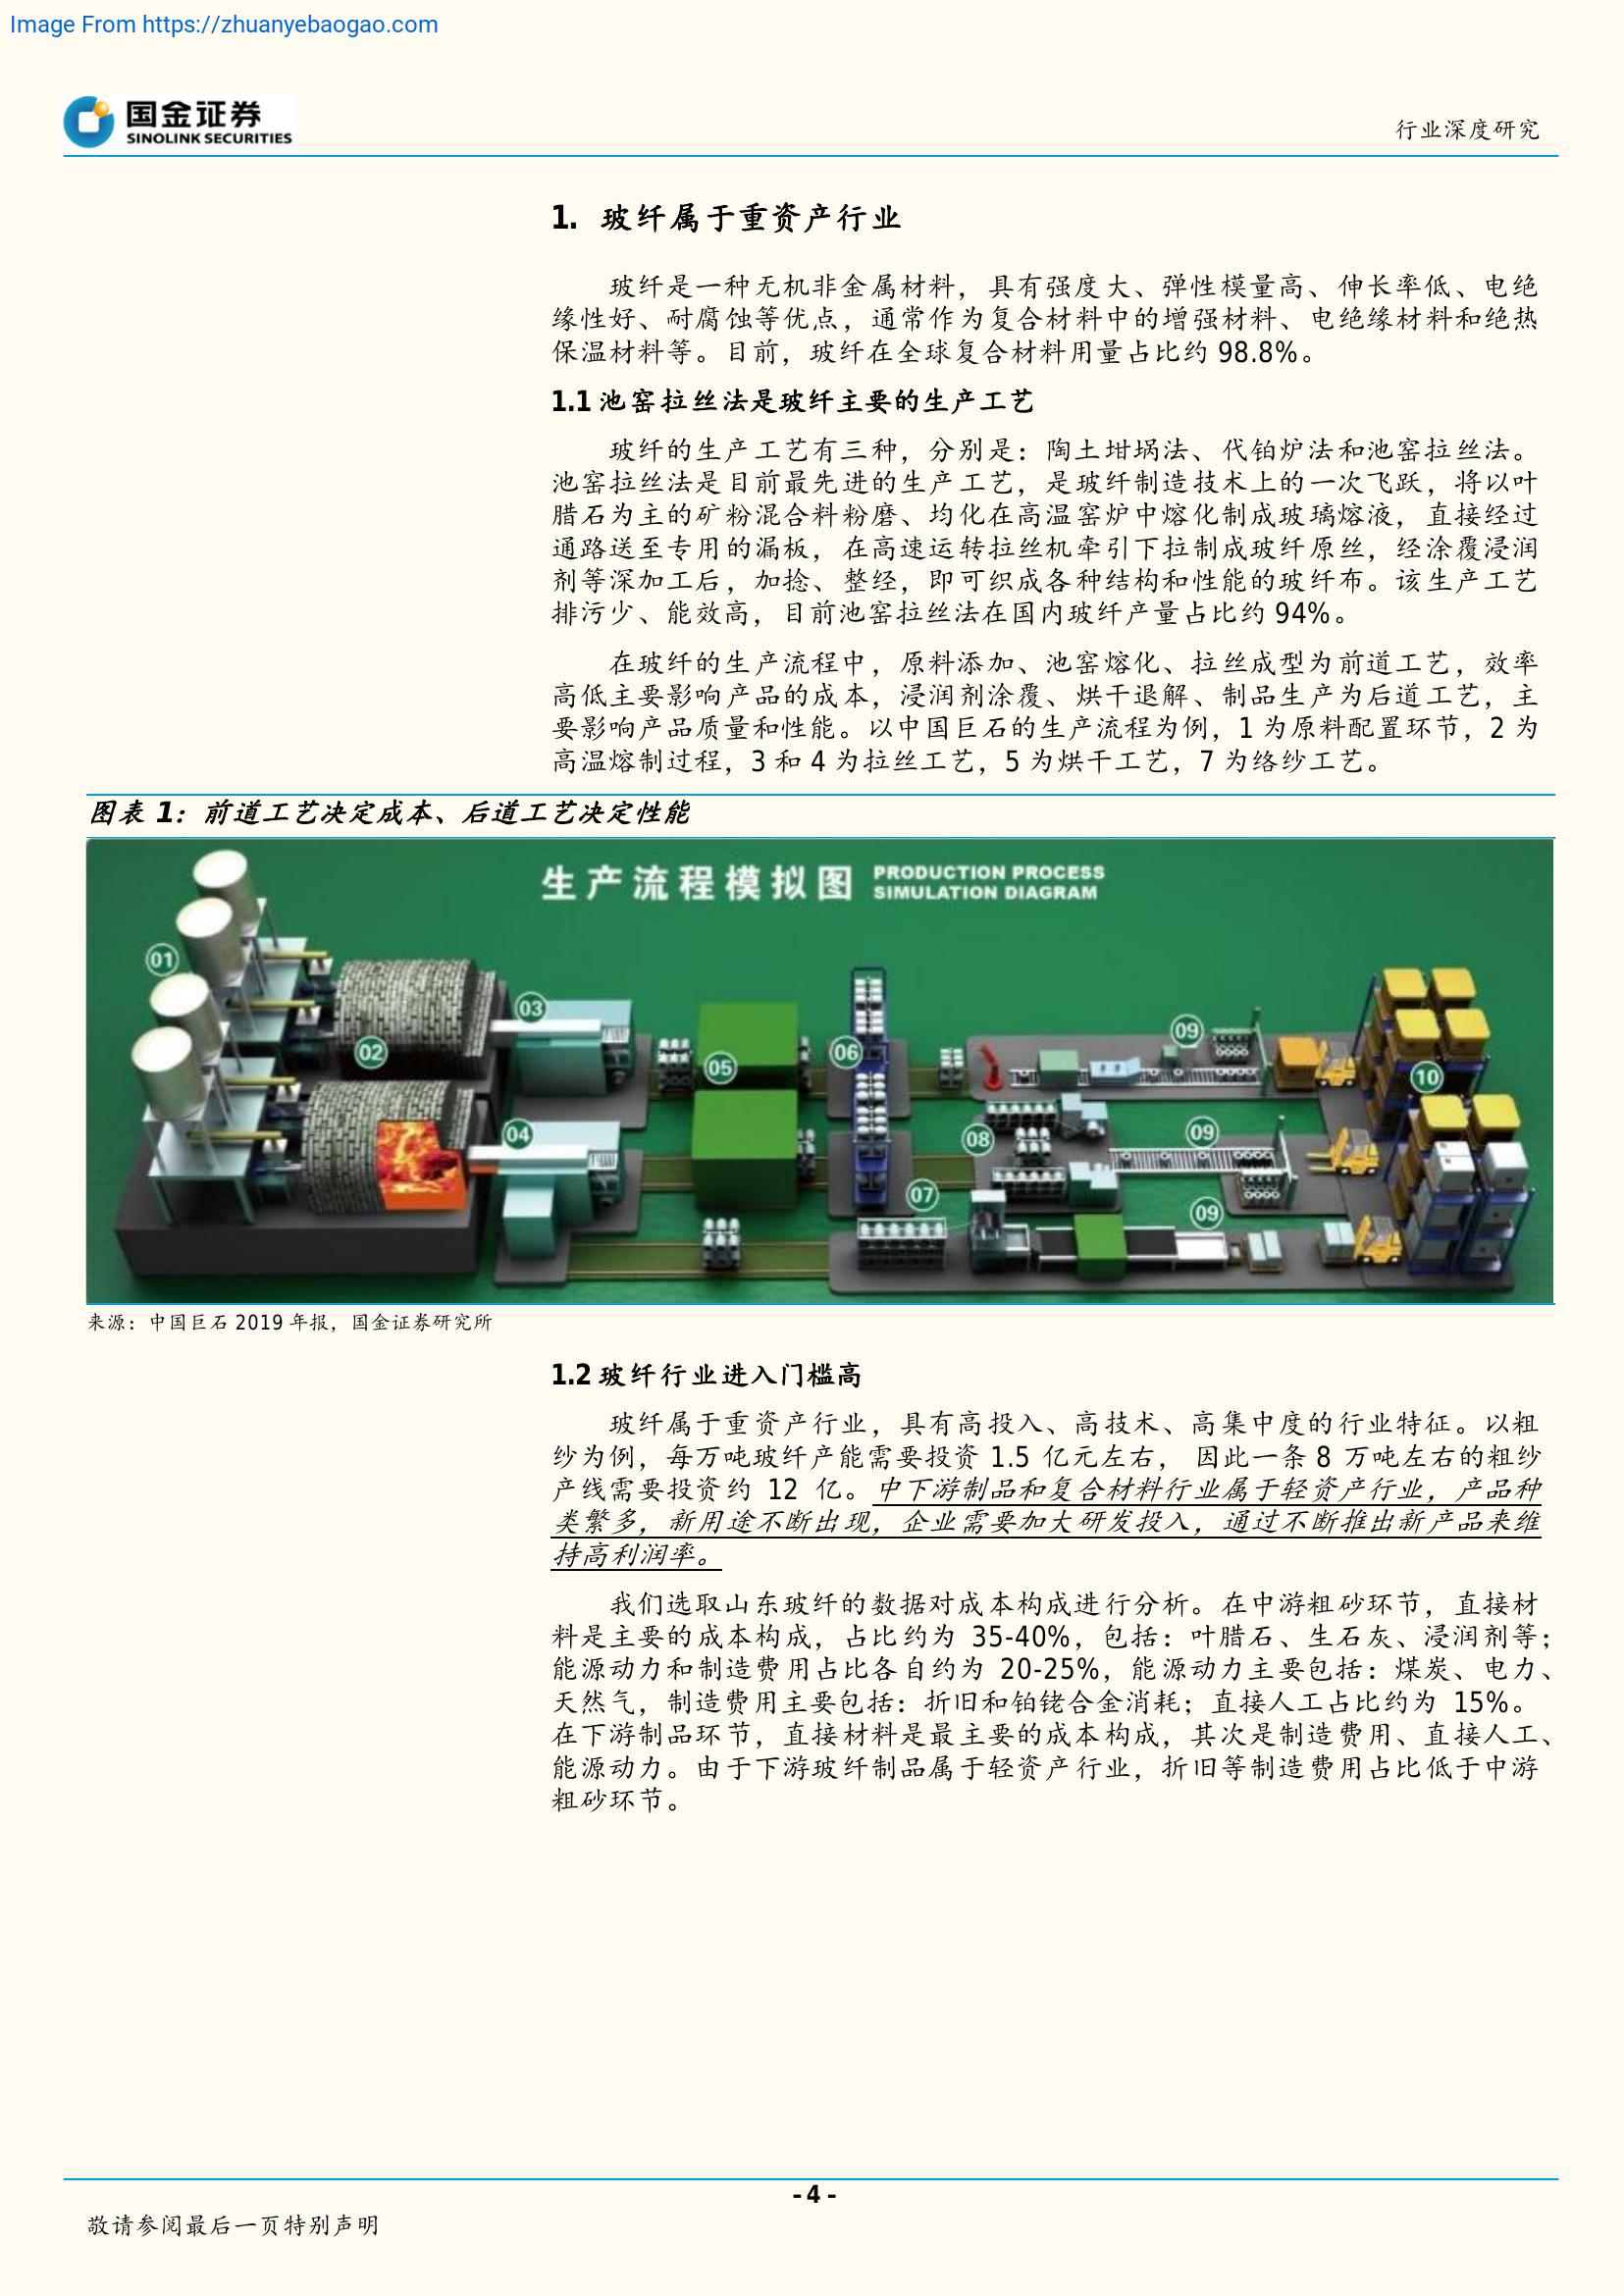 Image From https://zhuanyebaogao.com
国金证券
SINOLINK SECURITIES
行业深度研究
1. 玻纤属于重资产行业
玻纤是一种无机非金属材料，具有强度大、弹性模量高、伸长率低、电绝
缘性好、耐腐蚀等优点，通常作为复合材料中的增强材料、电绝缘材料和绝热
保温材料等。目前，玻纤在全球复合材料用量占比约 98.8%。
1.1 池窑拉丝法是玻纤主要的生产工艺
玻纤的生产工艺有三种，分别是：陶土坩埚法、代铂炉法和池窑拉丝法。
池窑拉丝法是目前最先进的生产工艺，是玻纤制造技术上的一次飞跃，将以叶
腊石为主的矿粉混合料粉磨、均化在高温窑炉中熔化制成玻璃熔液，直接经过
通路送至专用的漏板，在高速运转拉丝机牵引下拉制成玻纤原丝，经涂覆浸润
剂等深加工后，加捻、整经，即可织成各种结构和性能的玻纤布。该生产工艺
排污少、能效高，目前池窑拉丝法在国内玻纤产量占比约 94%。
在玻纤的生产流程中，原料添加、池窑熔化、拉丝成型为前道工艺，效率
高低主要影响产品的成本，浸润剂涂覆、烘干退解、制品生产为后道工艺，主
要影响产品质量和性能。以中国巨石的生产流程为例，1 为原料配置环节，2 为
高温熔制过程，3 和 4 为拉丝工艺，5 为烘干工艺，7 为络纱工艺。
图表 1：前道工艺决定成本、后道工艺决定性能
生产流程模拟图
PRODUCTION PROCESS
SIMULATION DIAGRAM
01
02
03
04
05
06
07
08
09
09
09
10
来源：中国巨石 2019 年报，国金证券研究所
1.2 玻纤行业进入门槛高
玻纤属于重资产行业，具有高投入、高技术、高集中度的行业特征。以粗
纱为例，每万吨玻纤产能需要投资 1.5 亿元左右， 因此一条 8 万吨左右的粗纱
产线需要投资约 12 亿。中下游制品和复合材料行业属于轻资产行业，产品种
类繁多，新用途不断出现，企业需要加大研发投入，通过不断推出新产品来维
持高利润率。
我们选取山东玻纤的数据对成本构成进行分析。在中游粗砂环节，直接材
料是主要的成本构成，占比约为 35-40%，包括：叶腊石、生石灰、浸润剂等；
能源动力和制造费用占比各自约为 20-25%，能源动力主要包括：煤炭、电力、
天然气，制造费用主要包括：折旧和铂铑合金消耗；直接人工占比约为 15%。
在下游制品环节，直接材料是最主要的成本构成，其次是制造费用、直接人工、
能源动力。由于下游玻纤制品属于轻资产行业，折旧等制造费用占比低于中游
粗砂环节。
- 4 -
敬请参阅最后一页特别声明